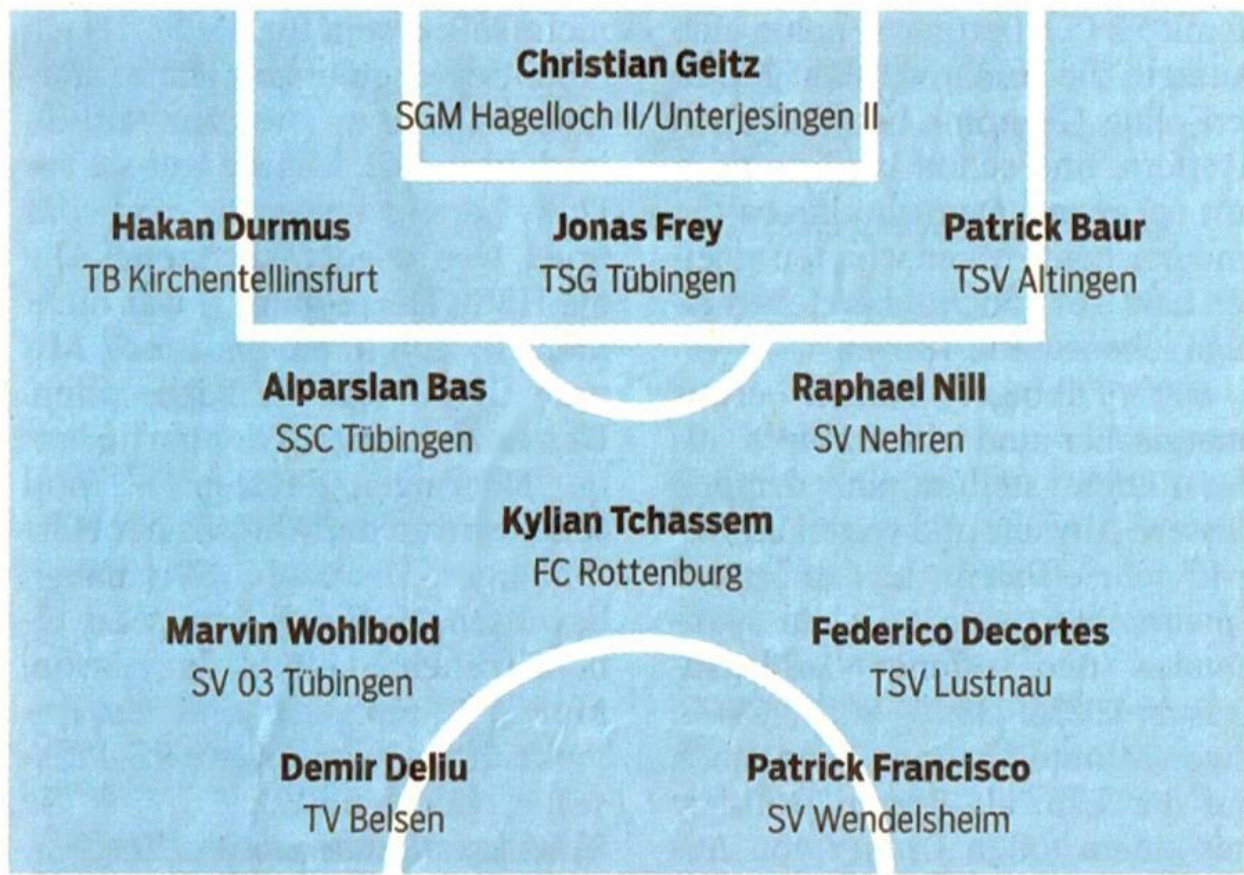 Christian Geitz
SGM Hagelloch II/Unterjesingen II
Hakan Durmus
TB Kirchentellinsfurt
Jonas Frey
TSG Tübingen
Patrick Baur
TSV Altingen
Alparslan Bas
SSC Tübingen
Raphael Nill
SV Nehren
Kylian Tchassem
FC Rottenburg
Marvin Wohlbold
SV 03 Tübingen
Federico Decortes
TSV Lustnau
Demir Deliu
TV Belsen
Patrick Francisco
SV Wendelsheim